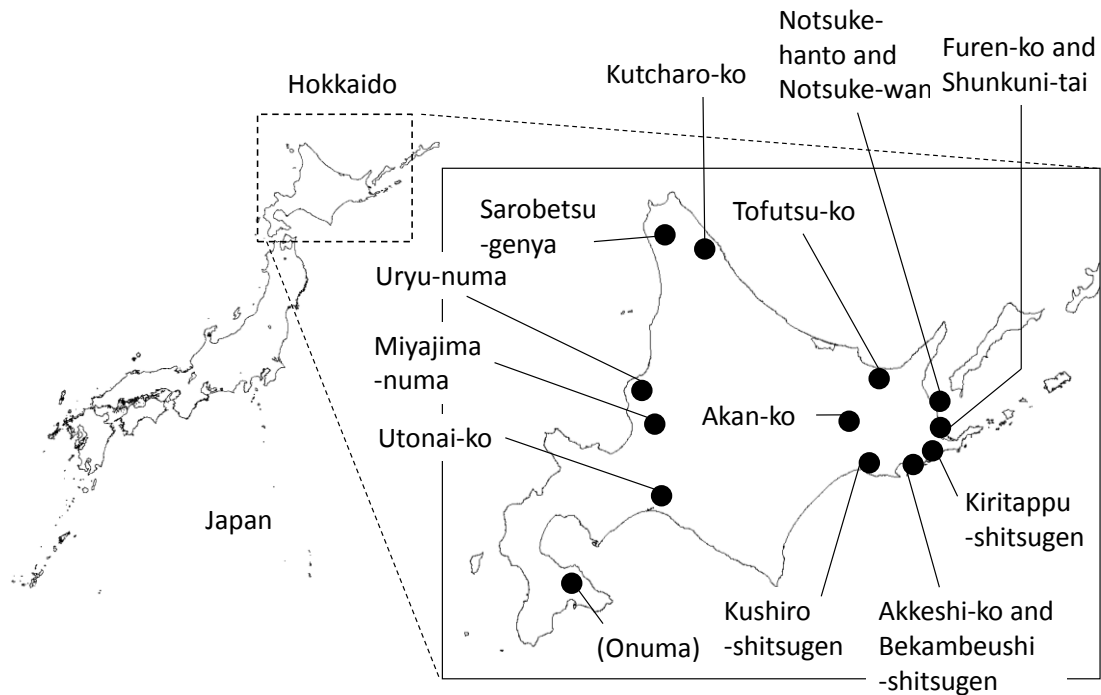 Hokkaido
Kutcharo-ko
Notsuke-
hanto and
Notsuke-wan
Furen-ko and
Shunkuni-tai
Sarobetsu
-genya
Tofutsu-ko
Uryu-numa
Miyajima
-numa
Akan-ko
Utonai-ko
Japan
Kiritappu
-shitsugen
(Onuma)
Kushiro
-shitsugen
Akkeshi-ko and
Bekambeushi
-shitsugen